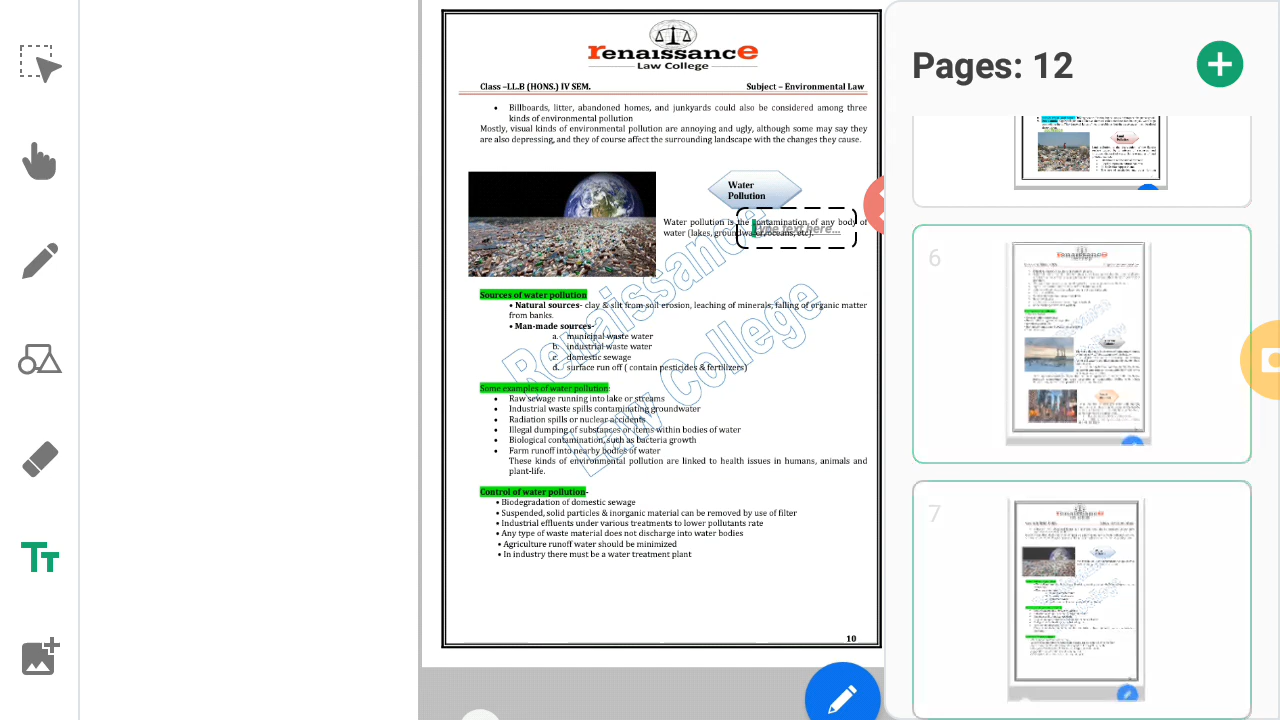 renaissance
Law College
Class –LL.B (HONS.) IV SEM. Subject – Environmental Law
• Billboards, litter, abandoned homes, and junkyards could also be considered among three
kinds of environmental pollution
Mostly, visual kinds of environmental pollution are annoying and ugly, although some may say they
are also depressing, and they of course affect the surrounding landscape with the changes they cause.
Water
Pollution
Water pollution is the contamination of any body of
water (lakes, groundwater, oceans, etc).
Type text here...
Sources of water pollution
• Natural sources- clay & slit from soil erosion, leaching of minerals, falling of organic matter
from banks.
• Man-made sources-
a. municipal waste water
b. industrial waste water
c. domestic sewage
d. surface run off ( contain pesticides & fertilizers)
Some examples of water pollution:
• Raw sewage running into lake or streams
• Industrial waste spills contaminating groundwater
• Radiation spills or nuclear accidents
• Illegal dumping of substances or items within bodies of water
• Biological contamination, such as bacteria growth
• Farm runoff into nearby bodies of water
These kinds of environmental pollution are linked to health issues in humans, animals and
plant-life.
Control of water pollution-
• Biodegradation of domestic sewage
• Suspended, solid particles & inorganic material can be removed by use of filter
• Industrial effluents under various treatments to lower pollutants rate
• Any type of waste material does not discharge into water bodies
• Agriculture runoff water should be minimized
• In industry there must be a water treatment plant
10
Renaissance
Law College
Pages: 12
6
7